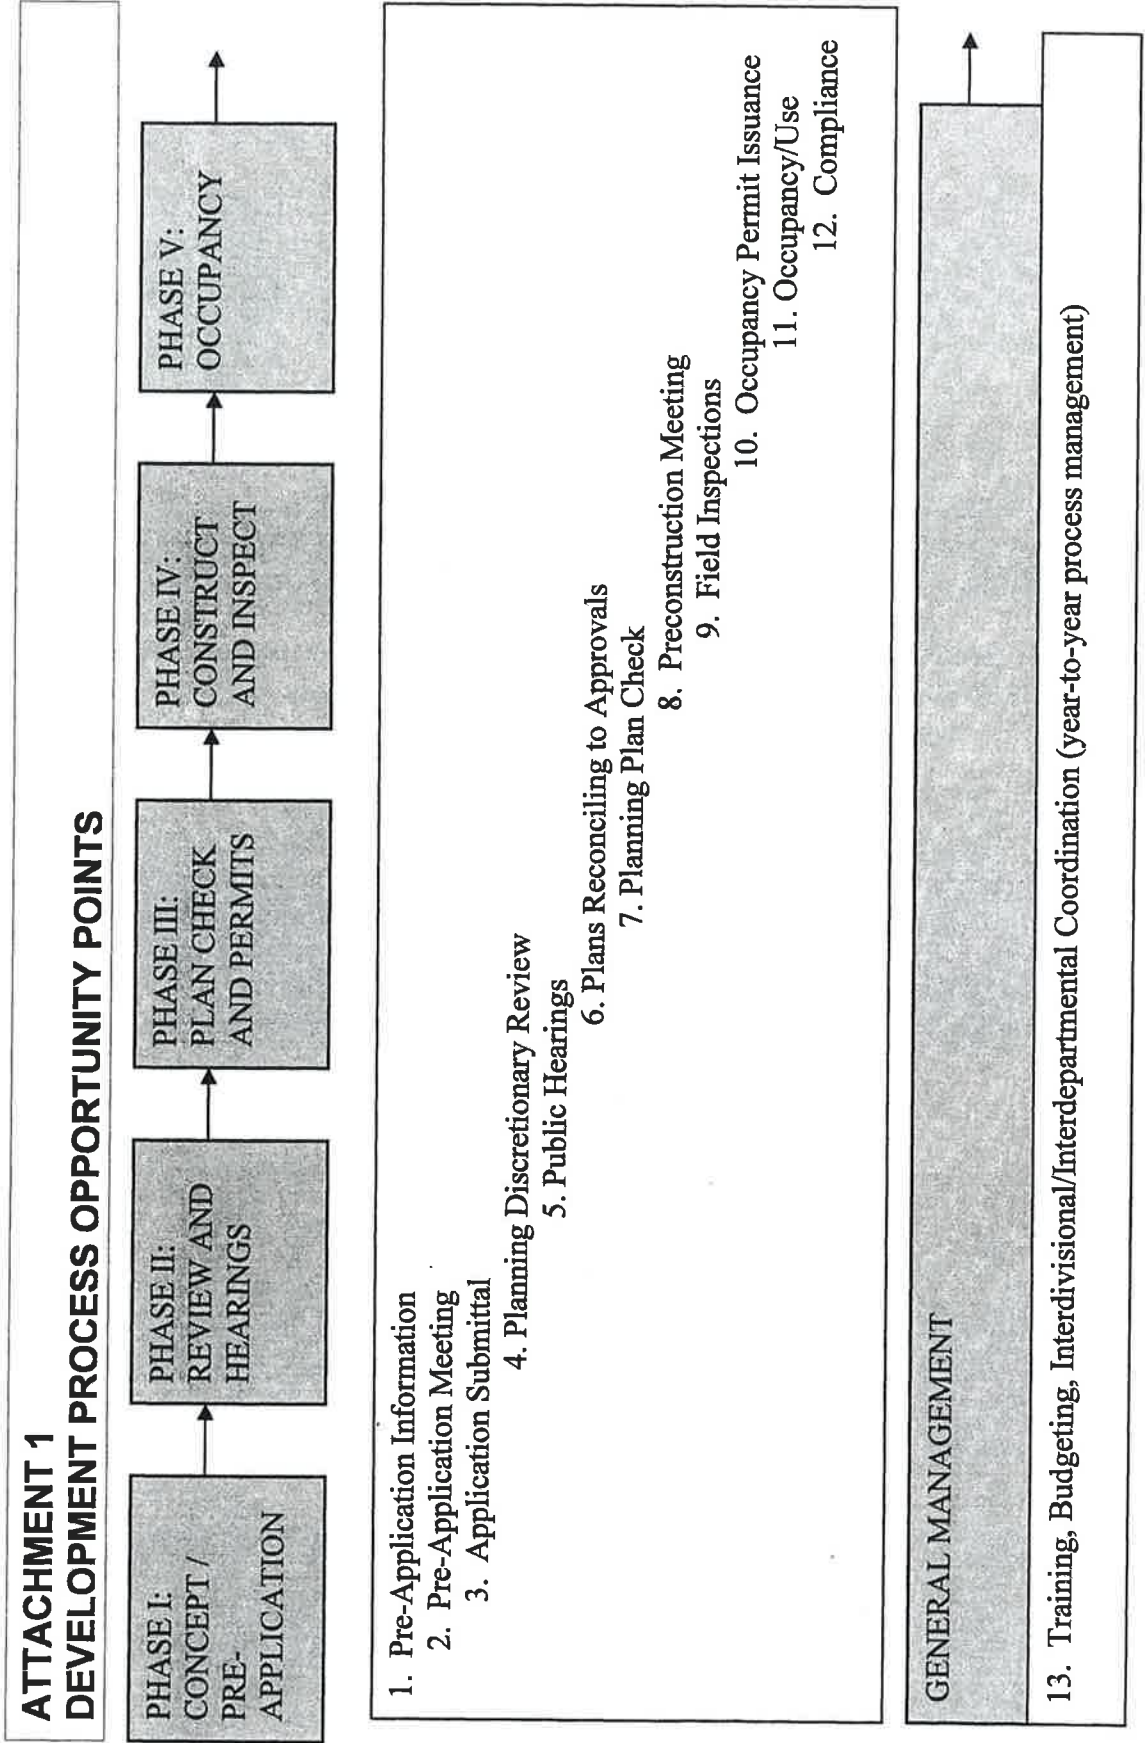 ATTACHMENT 1
DEVELOPMENT PROCESS OPPORTUNITY POINTS
PHASE I:
CONCEPT /
PRE-
APPLICATION
PHASE II:
REVIEW AND
HEARINGS
PHASE III:
PLAN CHECK
AND PERMITS
PHASE IV:
CONSTRUCT
AND INSPECT
PHASE V:
OCCUPANCY
1. Pre-Application Information
2. Pre-Application Meeting
3. Application Submittal
4. Planning Discretionary Review
5. Public Hearings
6. Plans Reconciling to Approvals
7. Planning Plan Check
8. Preconstruction Meeting
9. Field Inspections
10. Occupancy Permit Issuance
11. Occupancy/Use
12. Compliance
GENERAL MANAGEMENT
13. Training, Budgeting, Interdivisional/Interdepartmental Coordination (year-to-year process management)